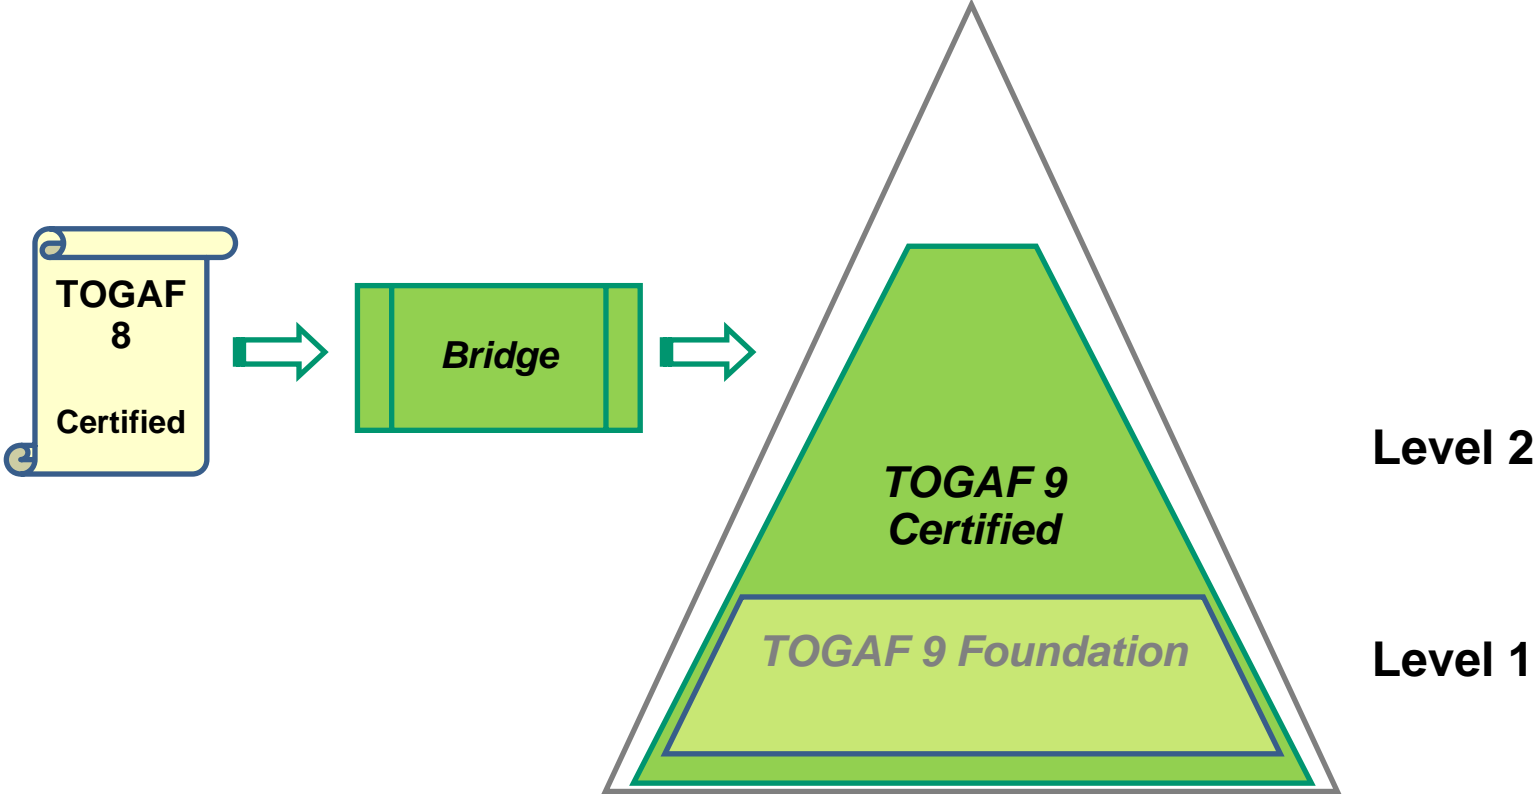 TOGAF
8
Certified
Bridge
TOGAF 9
Certified
TOGAF 9 Foundation
Level 2
Level 1